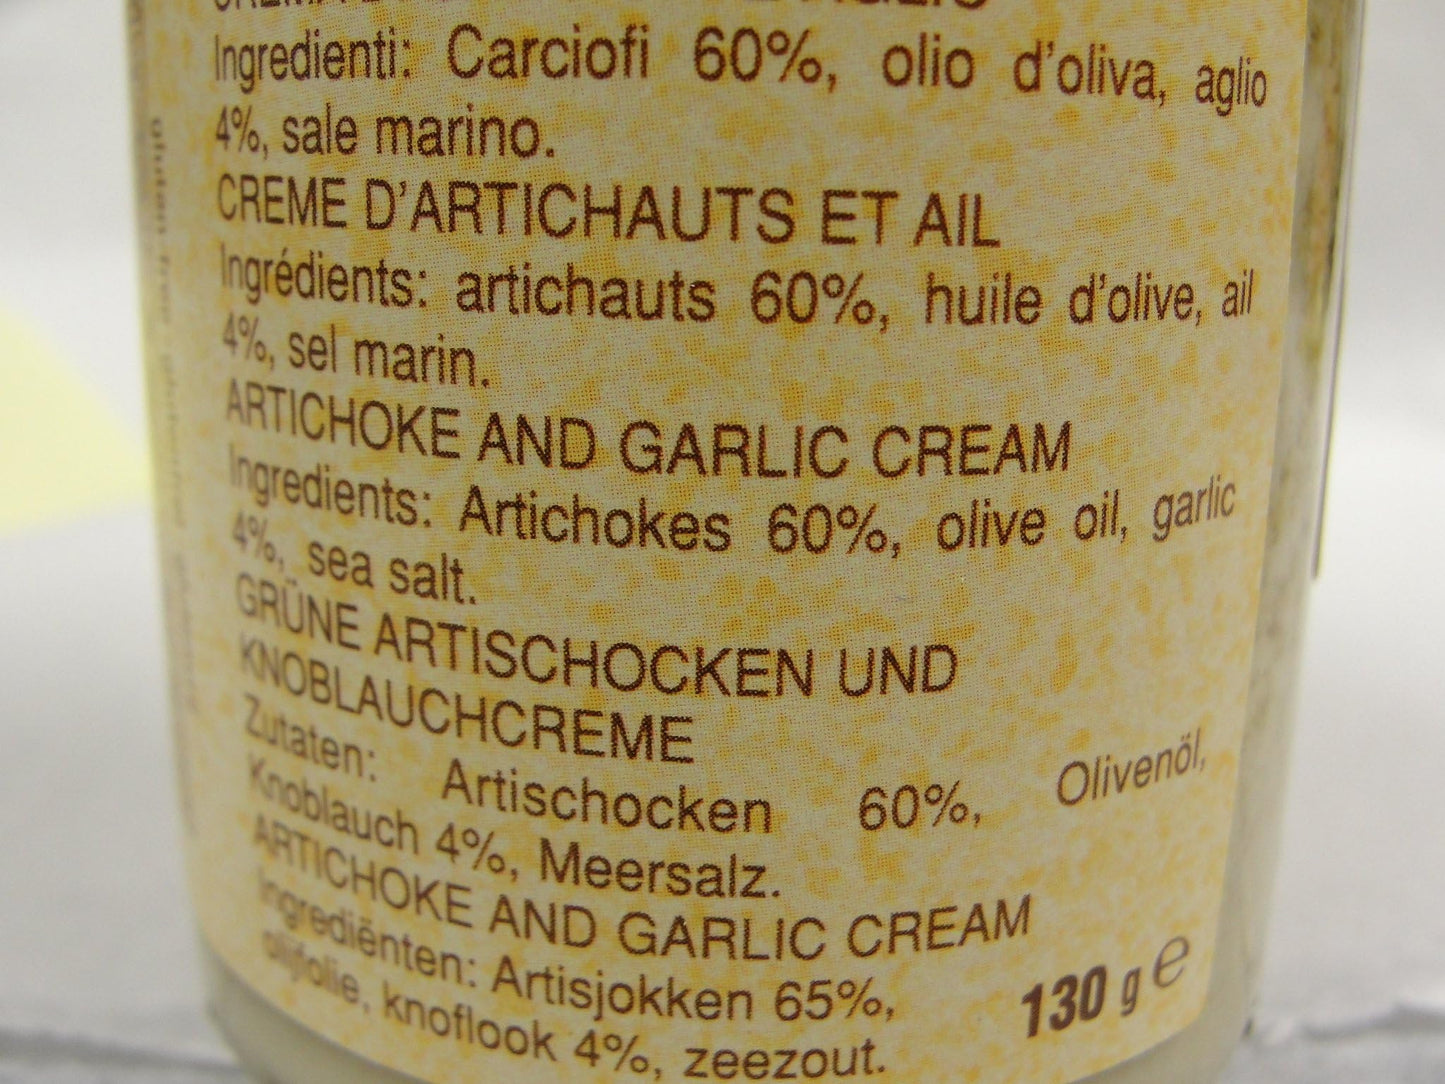 Ingredienti: Carciofi 60%, olio d'oliva, aglio
4%, sale marino.
CREME D'ARTICHAUTS ET AIL
Ingrédients: artichauts 60%, huile d'olive, ail
4%, sel marin.
ARTICHOKE AND GARLIC CREAM
Ingredients: Artichokes 60%, olive oil, garlic
4%, sea salt.
GRÜNE ARTISCHOCKEN UND
KNOBLAUCHCREME
Zutaten: Artischocken 60%, Olivenöl,
Knoblauch 4%, Meersalz.
ARTICHOKE AND GARLIC CREAM
Ingrediënten: Artisjokken 65%,
olijfolie, knoflook 4%, zeezout.
130 g e
gluten free